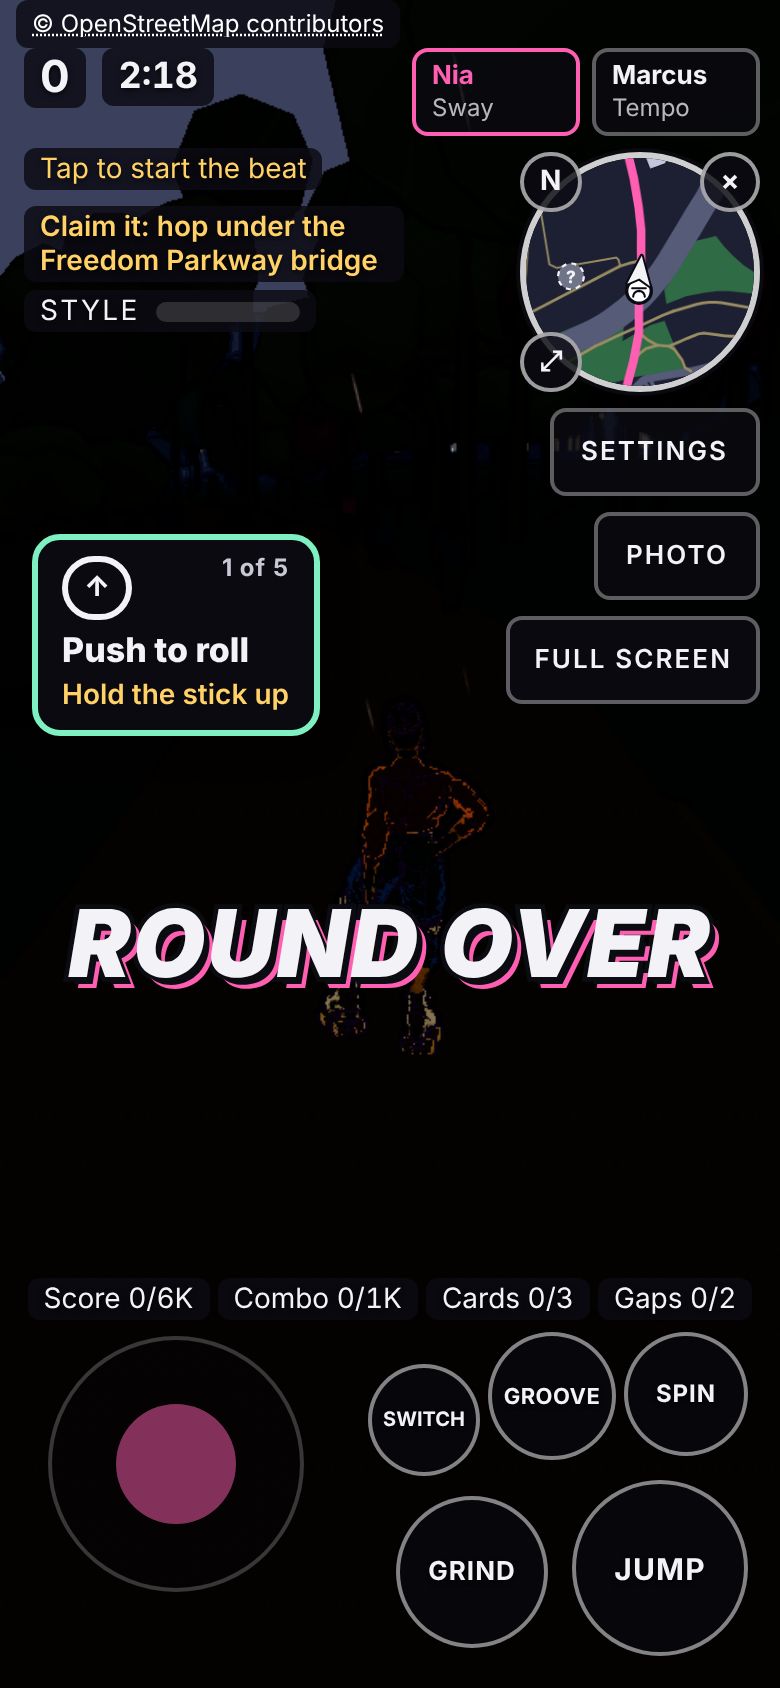 © OpenStreetMap contributors
0
2:18
Nia
Sway
Marcus
Tempo
Tap to start the beat
Claim it: hop under the
Freedom Parkway bridge
STYLE
N
×
?
SETTINGS
PHOTO
FULL SCREEN
1 of 5
Push to roll
Hold the stick up
ROUND OVER
Score 0/6K
Combo 0/1K
Cards 0/3
Gaps 0/2
SWITCH
GROOVE
SPIN
GRIND
JUMP